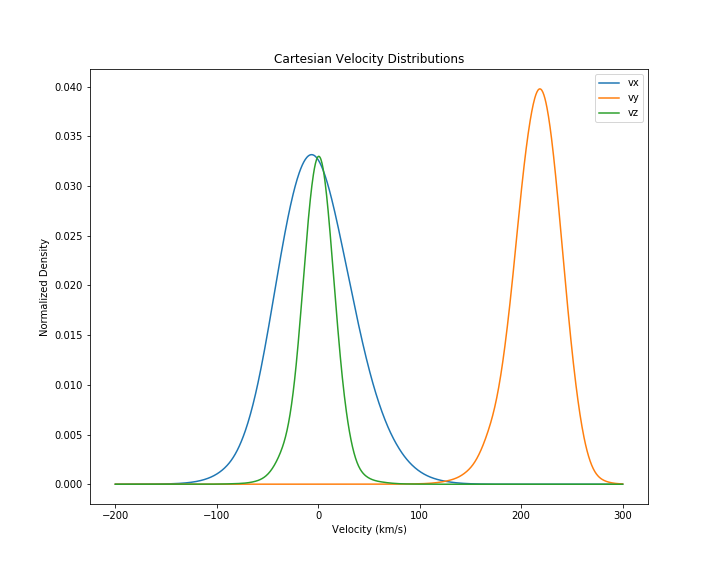 Cartesian Velocity Distributions
vx
vy
vz
0.040
0.035
0.030
0.025
0.020
0.015
0.010
0.005
0.000
Normalized Density
−200
−100
0
100
200
300
Velocity (km/s)